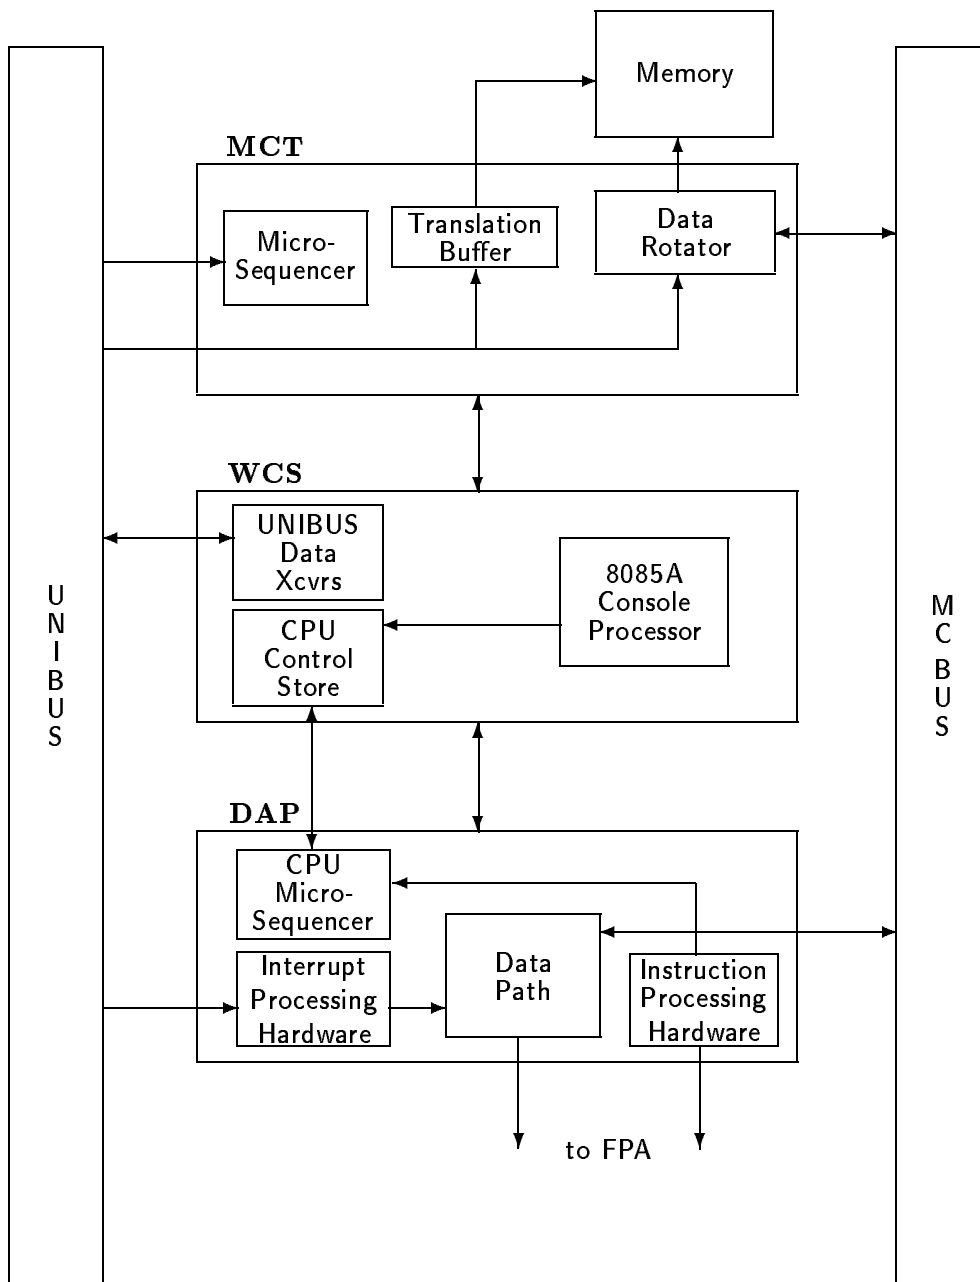 Memory
MCT
Micro-
Sequencer
Translation
Buffer
Data
Rotator
WCS
UNIBUS
Data
Xcvrs
8085A
Console
Processor
CPU
Control
Store
U
N
I
B
U
S
M
C
B
U
S
DAP
CPU
Micro-
Sequencer
Interrupt
Processing
Hardware
Data
Path
Instruction
Processing
Hardware
to FPA